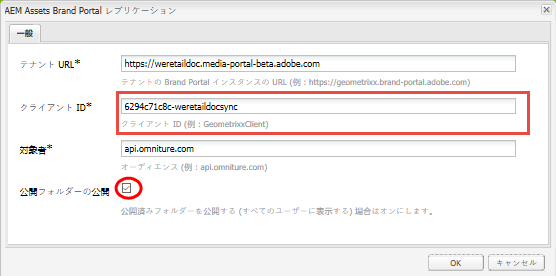 AEM Assets Brand Portal レプリケーション
一般
テナント URL*
https://weretaildoc.media-portal-beta.adobe.com
テナントの Brand Portal インスタンスの URL (例 : https://geometrixx.brand-portal.adobe.com)
クライアント ID*
6294c71c8c-weretaildocsync
クライアント ID (例 : GeometrixxClient)
対象者*
api.omniture.com
オーディエンス (例 : api.omniture.com)
公開フォルダーの公開
公開済みフォルダーを公開する (すべてのユーザーに表示する) 場合はオンにします。
OK
キャンセル